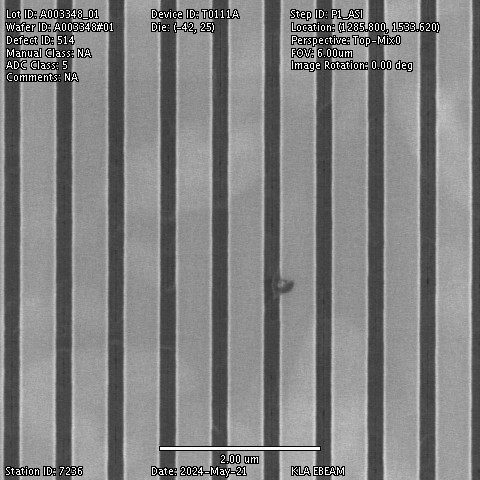 Lot ID: A003348_01 Device ID: T0111A Step ID: P1_ASI
Wafer ID: A003348#01 Die: (-42, 25) Location: (1285.800, 1533.620)
Defect ID: 514 Perspective: Top-Mix0
Manual Class: NA FOV: 6.00um
ADC Class: 5 Image Rotation: 0.00 deg
Comments: NA
2.00 um
Station ID: 7236 Date: 2024-May-21 KLA EBEAM